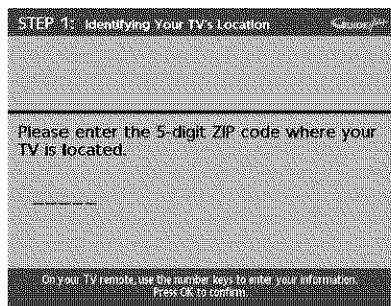 STEP 1: Identifying Your TV's Location
Please enter the 5-digit ZIP code where your
TV is located.
On your TV remote, use the number keys to enter your information.
Press OK to confirm.